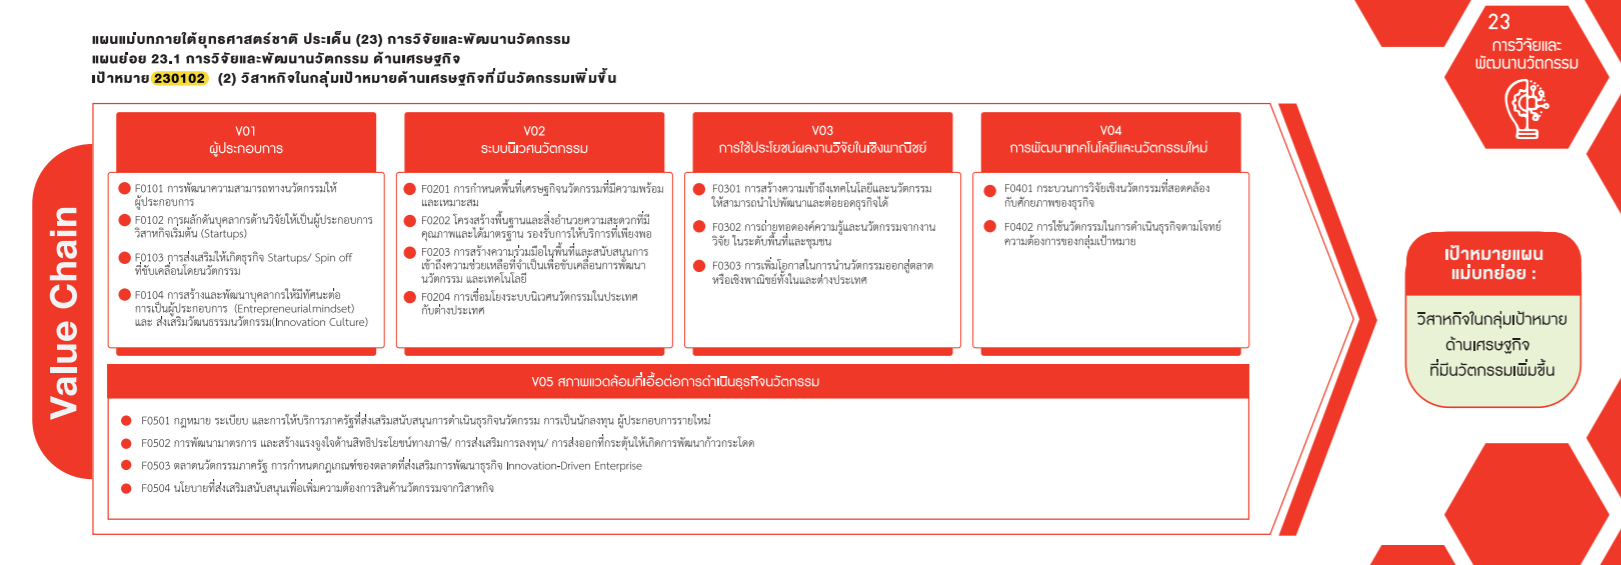 แผนแม่บทภายใต้ยุทธศาสตร์ชาติ ประเด็น (23) การวิจัยและพัฒนานวัตกรรม
แผนย่อย 23.1 การวิจัยและพัฒนานวัตกรรม ด้านเศรษฐกิจ
เป้าหมาย 230102 (2) วิสาหกิจในกลุ่มเป้าหมายด้านเศรษฐกิจที่มีนวัตกรรมเพิ่มขึ้น
23
การวิจัยและ
พัฒนานวัตกรรม
Value Chain
V01
ผู้ประกอบการ
F0101 การพัฒนาความสามารถทางนวัตกรรมให้
ผู้ประกอบการ
F0102 การผลักดันบุคลากรด้านวิจัยให้เป็นผู้ประกอบการ
วิสาหกิจเริ่มต้น (Startups)
F0103 การส่งเสริมให้เกิดธุรกิจ Startups/ Spin off
ที่ขับเคลื่อนโดยนวัตกรรม
F0104 การสร้างและพัฒนาบุคลากรให้มีทัศนะต่อ
การเป็นผู้ประกอบการ (Entrepreneurialmindset)
และ ส่งเสริมวัฒนธรรมนวัตกรรม(Innovation Culture)
V02
ระบบนิเวศนวัตกรรม
F0201 การกำหนดพื้นที่เศรษฐกิจนวัตกรรมที่มีความพร้อม
และเหมาะสม
F0202 โครงสร้างพื้นฐานและสิ่งอำนวยความสะดวกที่มี
คุณภาพและได้มาตรฐาน รองรับการให้บริการที่เพียงพอ
F0203 การสร้างความร่วมมือในพื้นที่และสนับสนุนการ
เข้าถึงความช่วยเหลือที่จำเป็นเพื่อขับเคลื่อนการพัฒนา
นวัตกรรม และเทคโนโลยี
F0204 การเชื่อมโยงระบบนิเวศนวัตกรรมในประเทศ
กับต่างประเทศ
V03
การใช้ประโยชน์ผลงานวิจัยในเชิงพาณิชย์
F0301 การสร้างความเข้าถึงเทคโนโลยีและนวัตกรรม
ให้สามารถนำไปพัฒนาและต่อยอดธุรกิจได้
F0302 การถ่ายทอดองค์ความรู้และนวัตกรรมจากงาน
วิจัย ในระดับพื้นที่และชุมชน
F0303 การเพิ่มโอกาสในการนำนวัตกรรมออกสู่ตลาด
หรือเชิงพาณิชย์ทั้งในและต่างประเทศ
V04
การพัฒนาเทคโนโลยีและนวัตกรรมใหม่
F0401 กระบวนการวิจัยเชิงนวัตกรรมที่สอดคล้อง
กับศักยภาพของธุรกิจ
F0402 การใช้นวัตกรรมในการดำเนินธุรกิจตามโจทย์
ความต้องการของกลุ่มเป้าหมาย
V05 สภาพแวดล้อมที่เอื้อต่อการดำเนินธุรกิจนวัตกรรม
F0501 กฎหมาย ระเบียบ และการให้บริการภาครัฐที่ส่งเสริมสนับสนุนการดำเนินธุรกิจนวัตกรรม การเป็นนักลงทุน ผู้ประกอบการรายใหม่
F0502 การพัฒนามาตรการ และสร้างแรงจูงใจด้านสิทธิประโยชน์ทางภาษี/ การส่งเสริมการลงทุน/ การส่งออกที่กระตุ้นให้เกิดการพัฒนาก้าวกระโดด
F0503 ตลาดนวัตกรรมภาครัฐ การกำหนดกฎเกณฑ์ของตลาดที่ส่งเสริมการพัฒนาธุรกิจ Innovation-Driven Enterprise
F0504 นโยบายที่ส่งเสริมสนับสนุนเพื่อเพิ่มความต้องการสินค้านวัตกรรมจากวิสาหกิจ
เป้าหมายแผน
แม่บทย่อย :
วิสาหกิจในกลุ่มเป้าหมาย
ด้านเศรษฐกิจ
ที่มีนวัตกรรมเพิ่มขึ้น